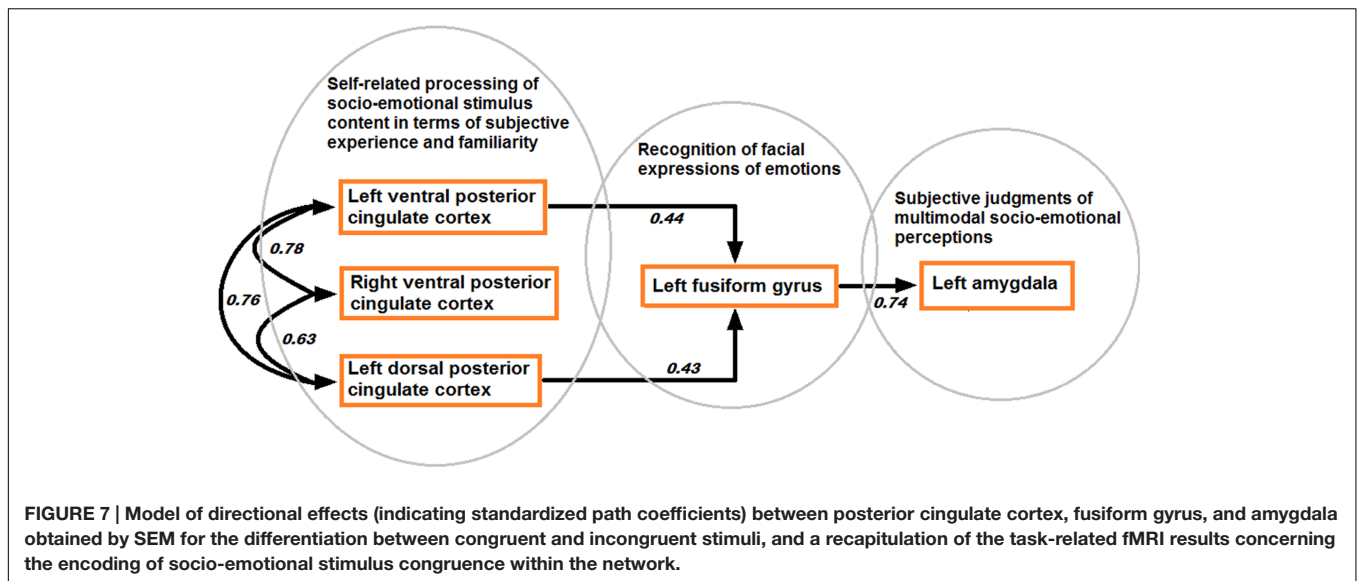 Self-related processing of
socio-emotional stimulus
content in terms of subjective
experience and familiarity
Left ventral posterior
cingulate cortex
0.78
Right ventral posterior
cingulate cortex
0.76
0.63
Left dorsal posterior
cingulate cortex
Recognition of facial
expressions of emotions
0.44
Left fusiform gyrus
0.43
Subjective judgments of
multimodal socio-emotional
perceptions
Left amygdala
0.74
FIGURE 7 | Model of directional effects (indicating standardized path coefficients) between posterior cingulate cortex, fusiform gyrus, and amygdala
obtained by SEM for the differentiation between congruent and incongruent stimuli, and a recapitulation of the task-related fMRI results concerning
the encoding of socio-emotional stimulus congruence within the network.